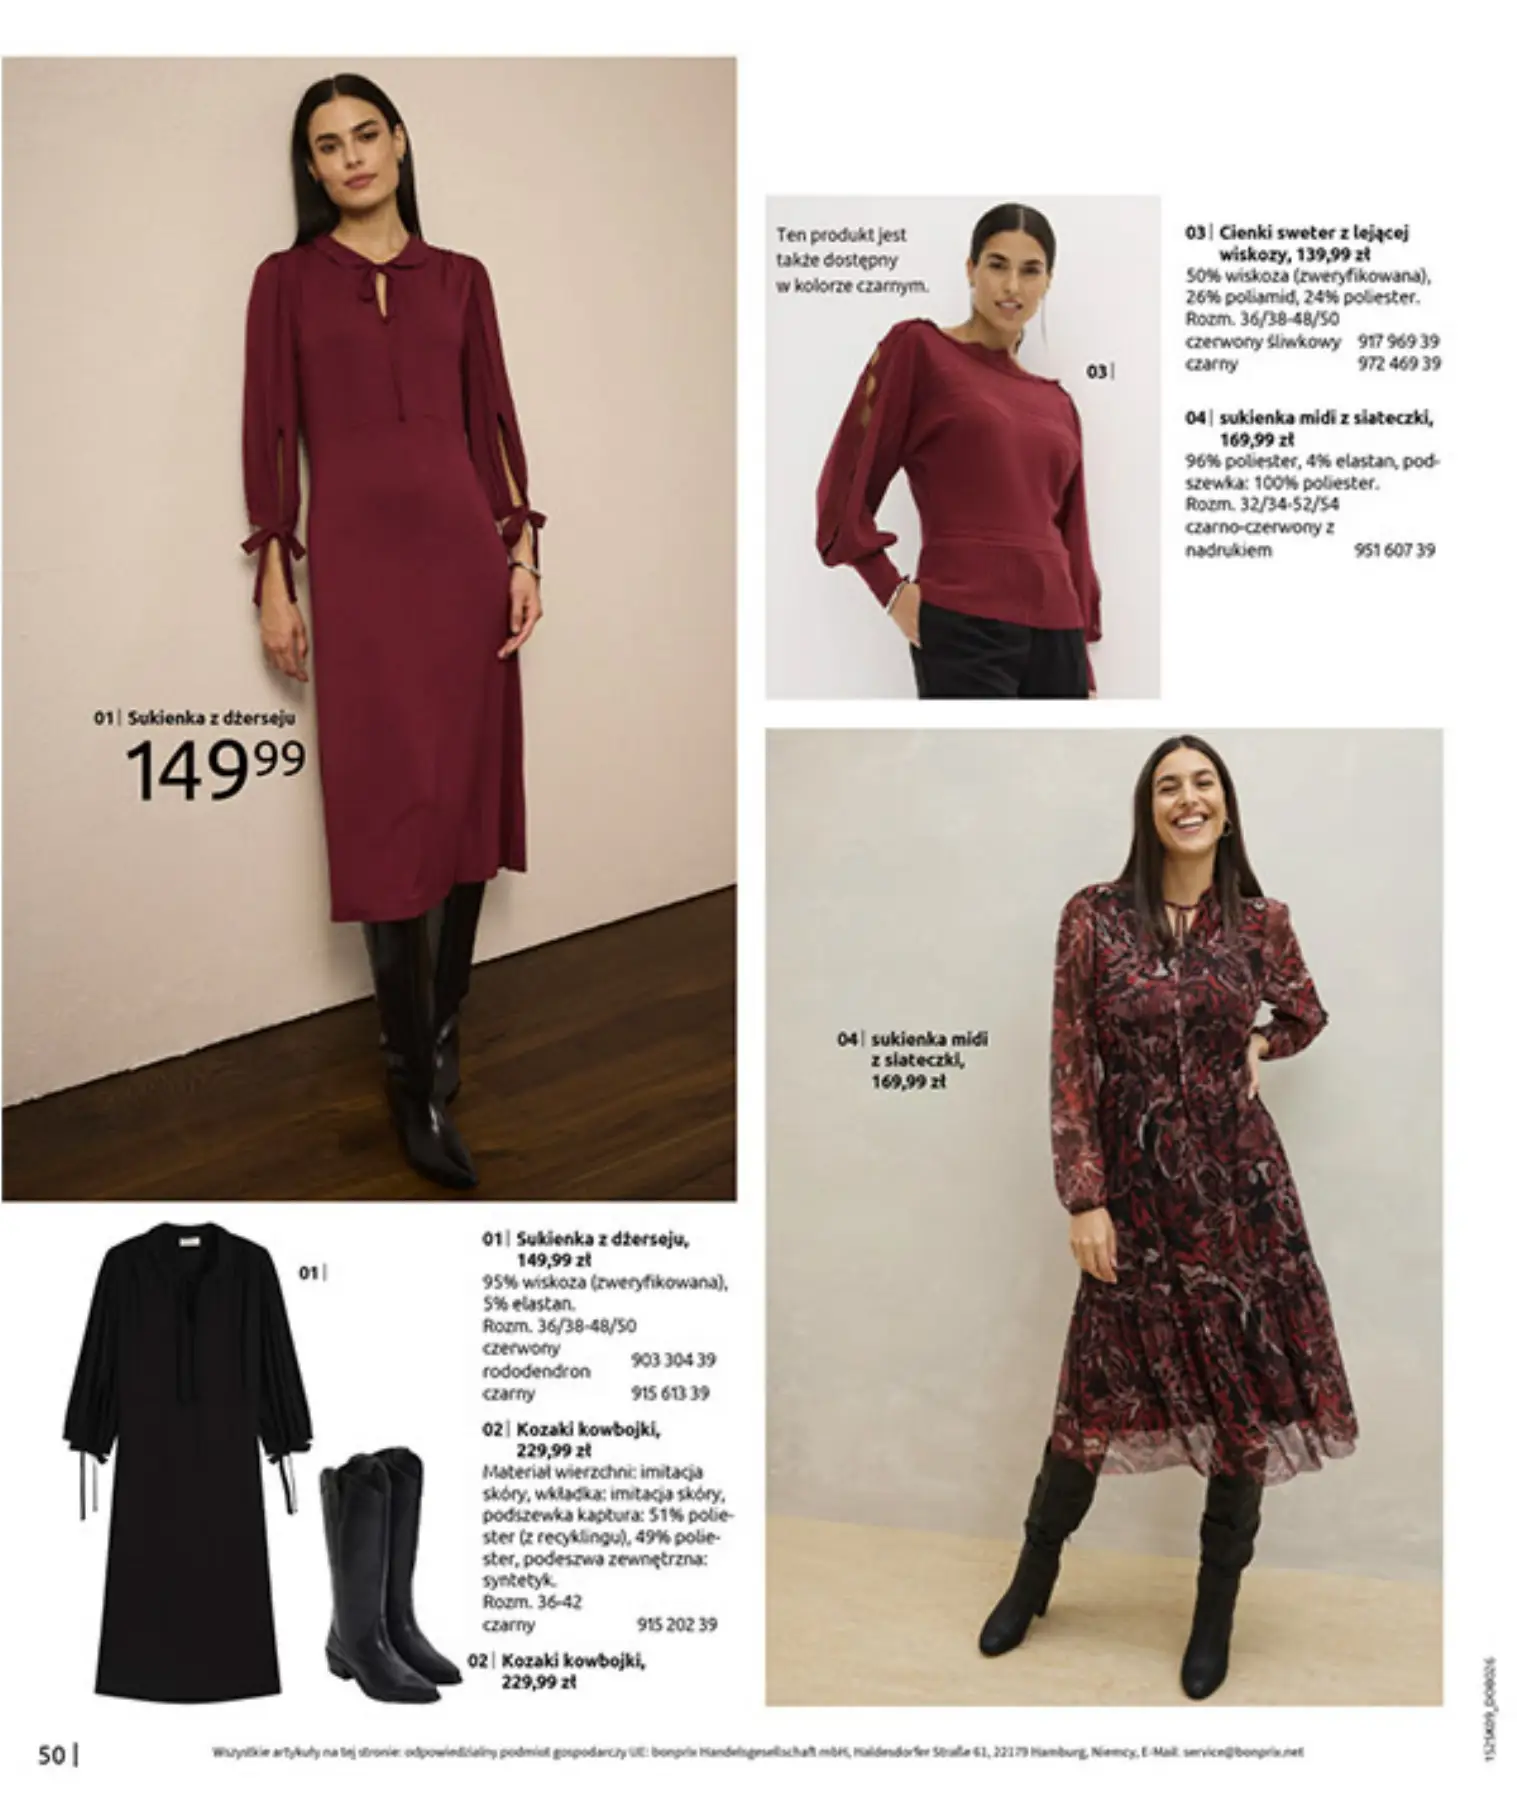 01| Sukienka z dżerseju
149⁹⁹
Ten produkt jest
także dostępny
w kolorze czarnym.
03|
03| Cienki sweter z lejącej
wiskozy, 139,99 zł
50% wiskoza (zweryfikowana),
26% poliamid, 24% poliester.
Rozm. 36/38-48/50
czerwony śliwkowy 917 969 39
czarny 972 469 39
04| sukienka midi z siateczki,
169,99 zł
96% poliester, 4% elastan, pod-
szewka: 100% poliester.
Rozm. 32/34-52/54
czarno-czerwony z
nadrukiem 951 607 39
04| sukienka midi
z siateczki,
169,99 zł
01|
01| Sukienka z dżerseju,
149,99 zł
95% wiskoza (zweryfikowana),
5% elastan.
Rozm. 36/38-48/50
czerwony
rododendron 903 304 39
czarny 915 613 39
02| Kozaki kowbojki,
229,99 zł
Materiał wierzchni: imitacja
skóry, wkładka: imitacja skóry,
podszewka kaptura: 51% polie-
ster (z recyklingu), 49% polie-
ster, podeszwa zewnętrzna:
syntetyk.
Rozm. 36-42
czarny 915 202 39
02| Kozaki kowbojki,
229,99 zł
50|
Wszystkie artykuły na tej stronie: odpowiedzialny podmiot gospodarczy UE: bonprix Handelsgesellschaft mbH, Haldesdorfer Straße 61, 22179 Hamburg, Niemcy, E-Mail: service@bonprix.net
1525K09_DOB026